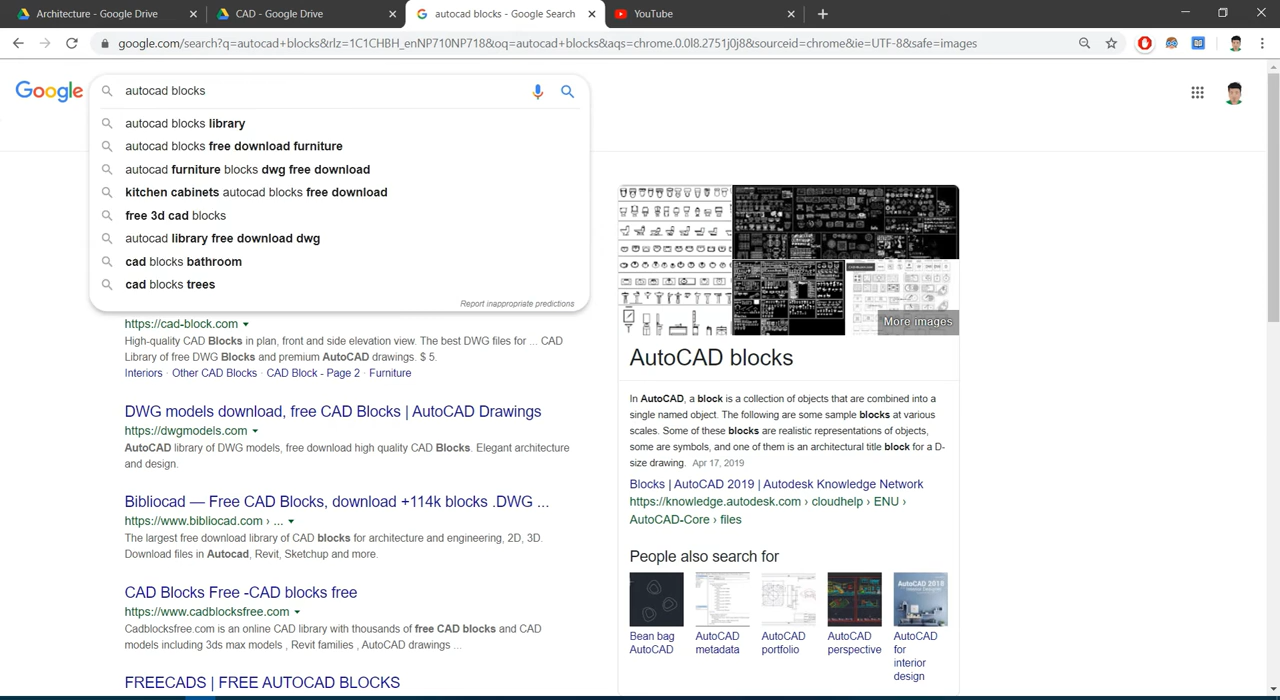 Architecture - Google Drive
CAD - Google Drive
autocad blocks - Google Search
YouTube
google.com/search?q=autocad+blocks&rlz=1C1CHBH_enNP710NP718&oq=autocad+blocks&aqs=chrome.0.0l8.2751j0j8&sourceid=chrome&ie=UTF-8&safe=images
Google
autocad blocks
autocad blocks library
autocad blocks free download furniture
autocad furniture blocks dwg free download
kitchen cabinets autocad blocks free download
free 3d cad blocks
autocad library free download dwg
cad blocks bathroom
cad blocks trees
Report inappropriate predictions
https://cad-block.com
High-quality CAD Blocks in plan, front and side elevation view. The best DWG files for ... CAD
Library of free DWG Blocks and premium AutoCAD drawings. $ 5.
Interiors · Other CAD Blocks · CAD Block - Page 2 · Furniture
DWG models download, free CAD Blocks | AutoCAD Drawings
https://dwgmodels.com
AutoCAD library of DWG models, free download high quality CAD Blocks. Elegant architecture
and design.
Bibliocad — Free CAD Blocks, download +114k blocks .DWG ...
https://www.bibliocad.com › ...
The largest free download library of CAD blocks for architecture and engineering, 2D, 3D.
Download files in Autocad, Revit, Sketchup and more.
CAD Blocks Free -CAD blocks free
https://www.cadblocksfree.com
Cadblocksfree.com is an online CAD library with thousands of free CAD blocks and CAD
models including 3ds max models , Revit families , AutoCAD drawings ...
FREECADS | FREE AUTOCAD BLOCKS
More images
AutoCAD blocks
In AutoCAD, a block is a collection of objects that are combined into a
single named object. The following are some sample blocks at various
scales. Some of these blocks are realistic representations of objects,
some are symbols, and one of them is an architectural title block for a D-
size drawing. Apr 17, 2019
Blocks | AutoCAD 2019 | Autodesk Knowledge Network
https://knowledge.autodesk.com › cloudhelp › ENU ›
AutoCAD-Core › files
People also search for
Bean bag
AutoCAD
AutoCAD
metadata
AutoCAD
portfolio
AutoCAD
perspective
AutoCAD
for
interior
design